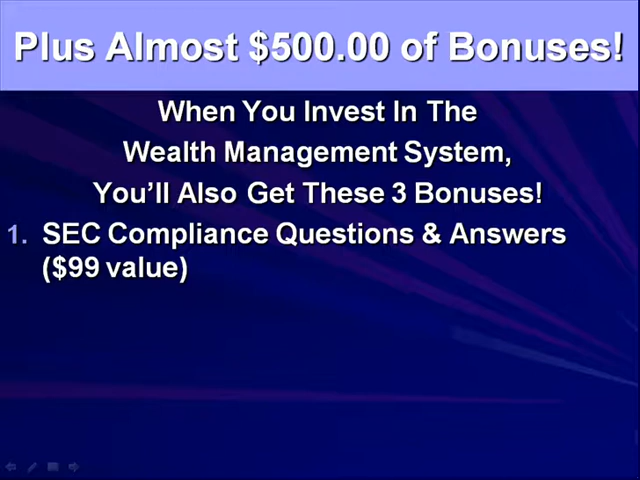 Plus Almost $500.00 of Bonuses!
When You Invest In The
Wealth Management System,
You'll Also Get These 3 Bonuses!
1. SEC Compliance Questions & Answers
($99 value)